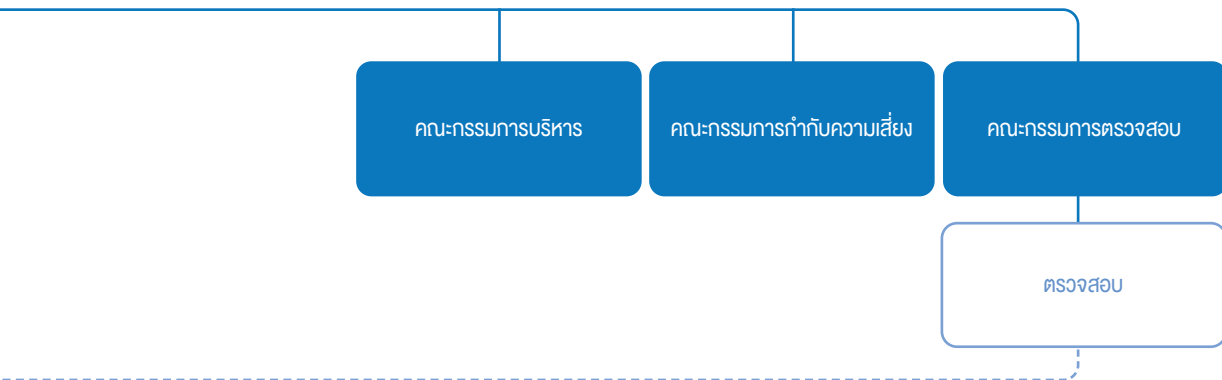 คณะกรรมการบริหาร
คณะกรรมการกำกับความเสี่ยง
คณะกรรมการตรวจสอบ
ตรวจสอบ